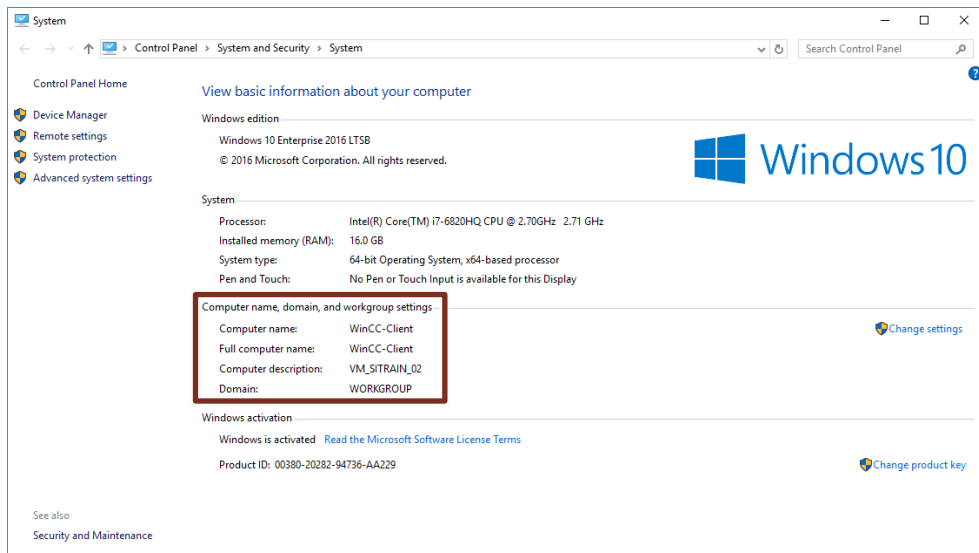 System
Control Panel > System and Security > System
Search Control Panel
Control Panel Home
Device Manager
Remote settings
System protection
Advanced system settings
View basic information about your computer
Windows edition
Windows 10 Enterprise 2016 LTSB
© 2016 Microsoft Corporation. All rights reserved.
Windows 10
System
Processor: Intel(R) Core(TM) i7-6820HQ CPU @ 2.70GHz 2.71 GHz
Installed memory (RAM): 16.0 GB
System type: 64-bit Operating System, x64-based processor
Pen and Touch: No Pen or Touch Input is available for this Display
Computer name, domain, and workgroup settings
Computer name: WinCC-Client
Change settings
Full computer name: WinCC-Client
Computer description: VM_SITRAIN_02
Domain: WORKGROUP
Windows activation
Windows is activated Read the Microsoft Software License Terms
Product ID: 00380-20282-94736-AA229
Change product key
See also
Security and Maintenance